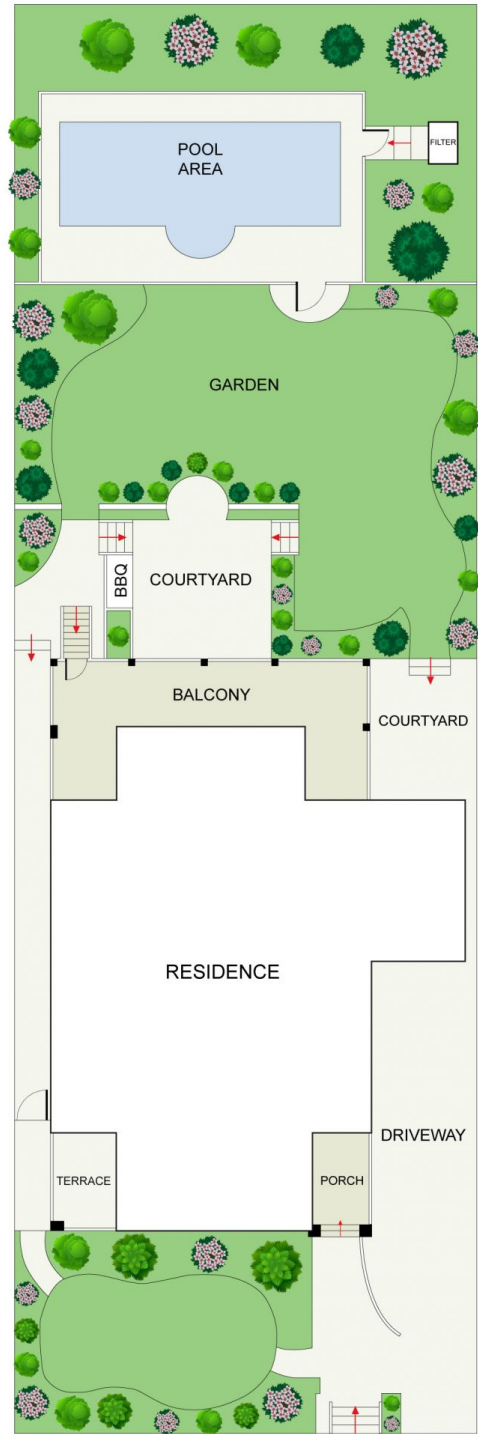 POOL
AREA
FILTER
GARDEN
BBQ
COURTYARD
BALCONY
COURTYARD
RESIDENCE
DRIVEWAY
TERRACE
PORCH